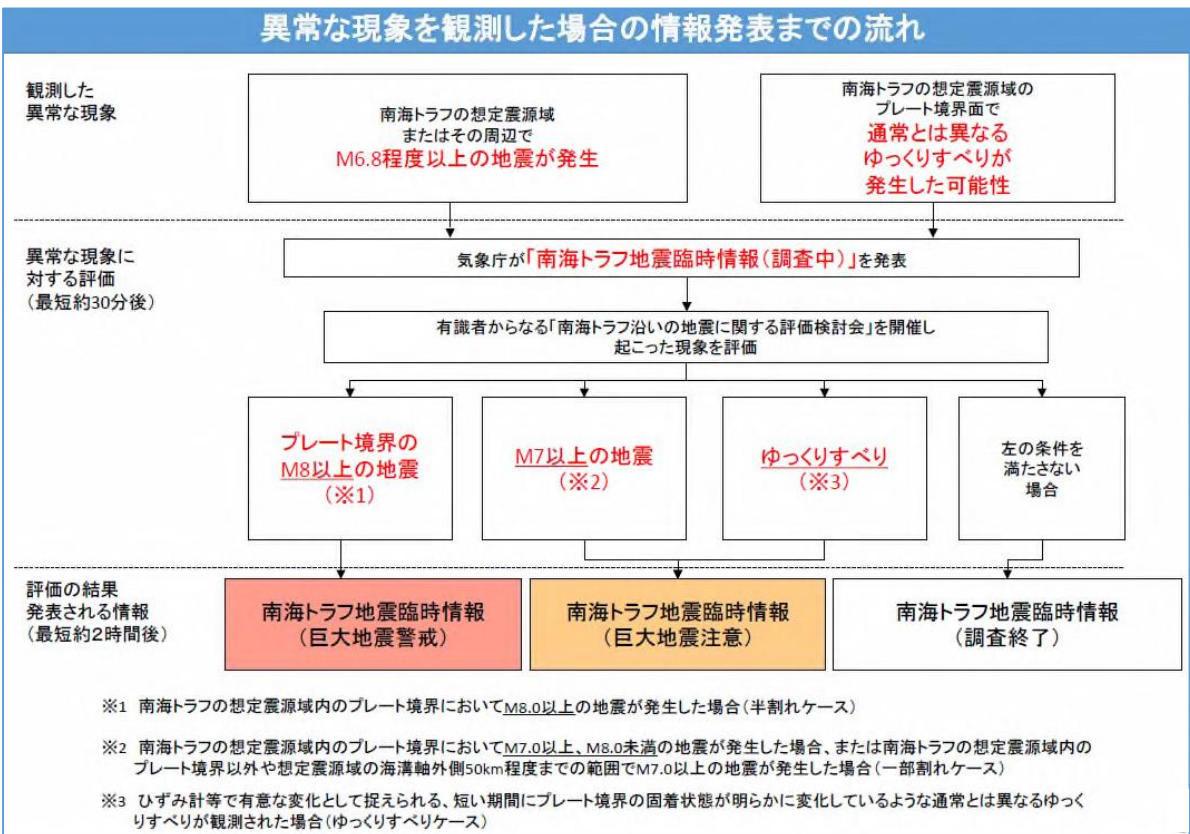 異常な現象を観測した場合の情報発表までの流れ
観測した
異常な現象
南海トラフの想定震源域
またはその周辺で
M6.8程度以上の地震が発生
南海トラフの想定震源域の
プレート境界面で
通常とは異なる
ゆっくりすべりが
発生した可能性
異常な現象に
対する評価
（最短約30分後）
気象庁が「南海トラフ地震臨時情報（調査中）」を発表
有識者からなる「南海トラフ沿いの地震に関する評価検討会」を開催し
起こった現象を評価
プレート境界の
M8以上の地震
（※1）
M7以上の地震
（※2）
ゆっくりすべり
（※3）
左の条件を
満たさない
場合
評価の結果
発表される情報
（最短約２時間後）
南海トラフ地震臨時情報
（巨大地震警戒）
南海トラフ地震臨時情報
（巨大地震注意）
南海トラフ地震臨時情報
（調査終了）
※1 南海トラフの想定震源域内のプレート境界においてM8.0以上の地震が発生した場合（半割れケース）
※2 南海トラフの想定震源域内のプレート境界においてM7.0以上、M8.0未満の地震が発生した場合、または南海トラフの想定震源域内の
プレート境界以外や想定震源域の海溝軸外側50km程度までの範囲でM7.0以上の地震が発生した場合（一部割れケース）
※3 ひずみ計等で有意な変化として捉えられる、短い期間にプレート境界の固着状態が明らかに変化しているような通常とは異なるゆっく
りすべりが観測された場合（ゆっくりすべりケース）